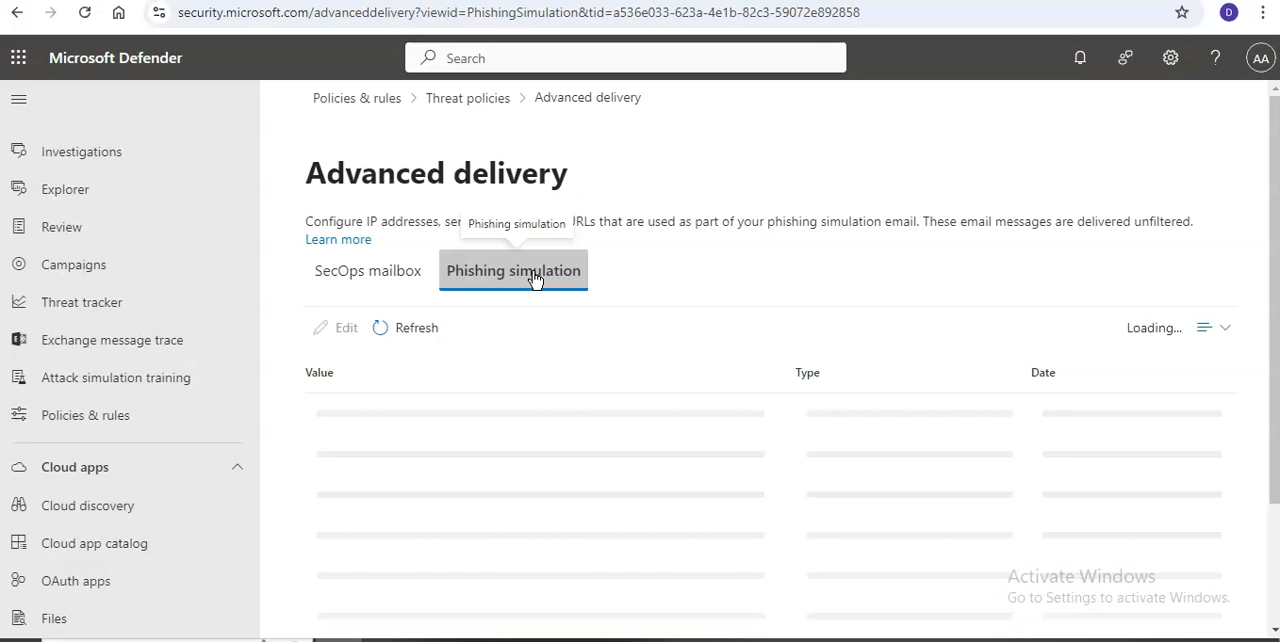 security.microsoft.com/advanceddelivery?viewid=PhishingSimulation&tid=a536e033-623a-4e1b-82c3-59072e892858
D
Microsoft Defender
Search
?
AA
Policies & rules > Threat policies > Advanced delivery
Investigations
Explorer
Review
Campaigns
Threat tracker
Exchange message trace
Attack simulation training
Policies & rules
Cloud apps
Cloud discovery
Cloud app catalog
OAuth apps
Files
Advanced delivery
Configure IP addresses, URLs that are used as part of your phishing simulation email. These email messages are delivered unfiltered.
Learn more
Phishing simulation
SecOps mailbox Phishing simulation
Edit Refresh Loading...
Value Type Date
Activate Windows
Go to Settings to activate Windows.